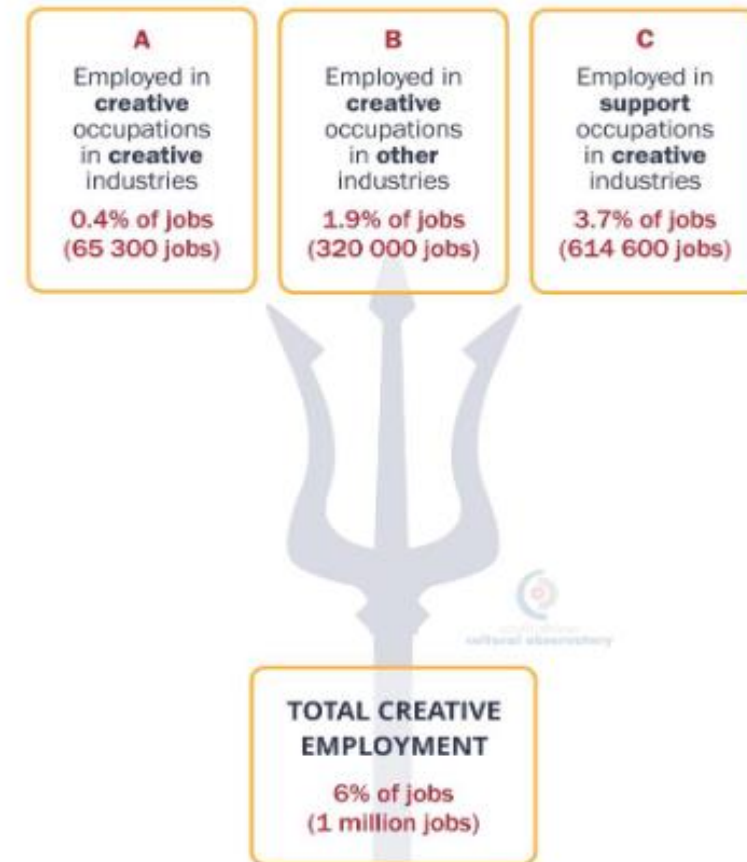 A
Employed in
creative
occupations
in creative
industries
0.4% of jobs
(65 300 jobs)
B
Employed in
creative
occupations
in other
industries
1.9% of jobs
(320 000 jobs)
C
Employed in
support
occupations
in creative
industries
3.7% of jobs
(614 600 jobs)
cultural observatory
TOTAL CREATIVE
EMPLOYMENT
6% of jobs
(1 million jobs)